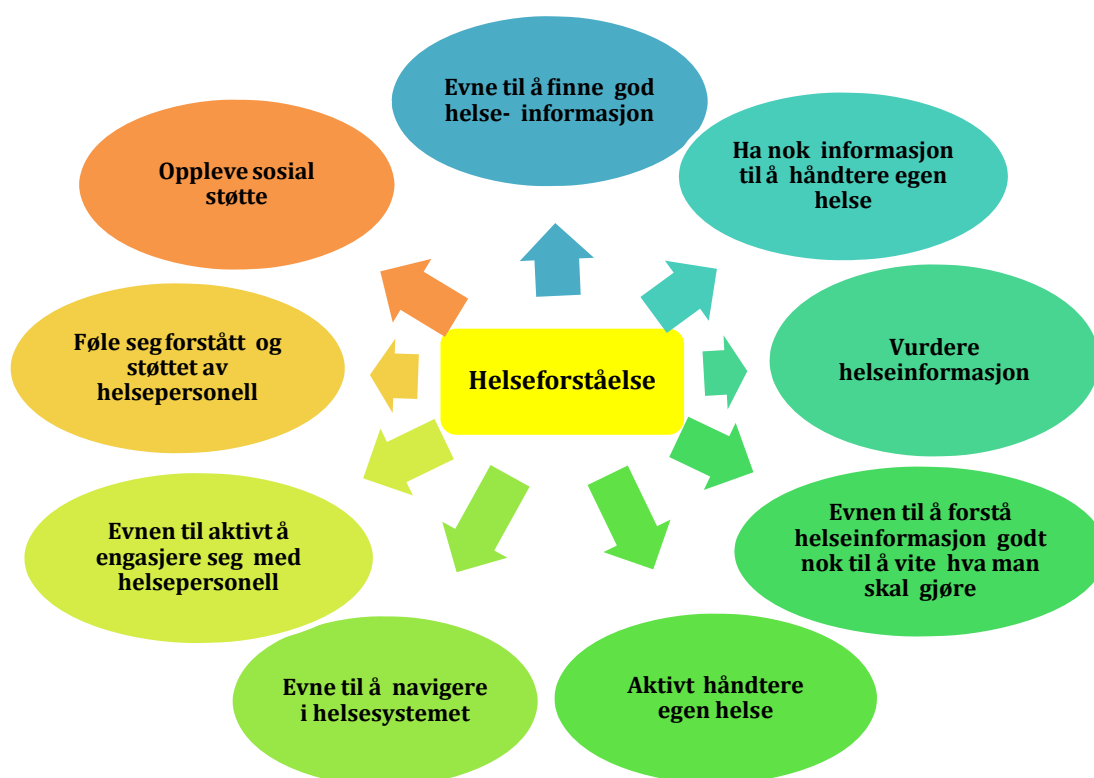 Evne til å finne god
helse- informasjon
Ha nok informasjon
til å håndtere egen
helse
Vurdere
helseinformasjon
Evnen til å forstå
helseinformasjon godt
nok til å vite hva man
skal gjøre
Aktivt håndtere
egen helse
Evne til å navigere
i helsesystemet
Evnen til aktivt å
engasjere seg med
helsepersonell
Føle seg forstått og
støttet av
helsepersonell
Oppleve sosial
støtte
Helseforståelse